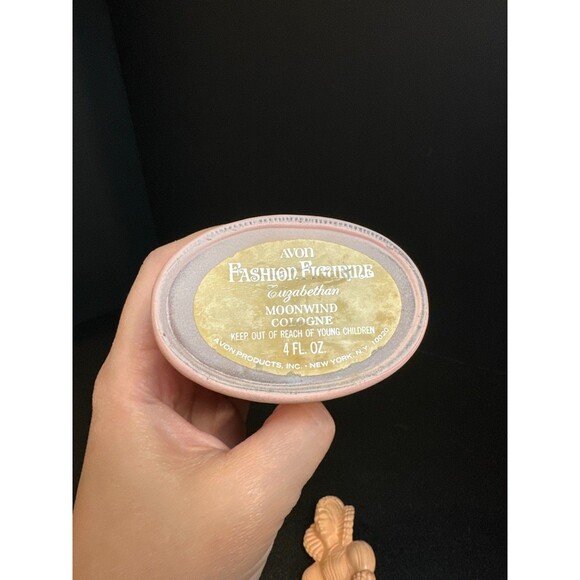 AVON
FASHION FIGURINE
Elizabethan
MOONWIND
COLOGNE
KEEP OUT OF REACH OF YOUNG CHILDREN
4 FL. OZ.
AVON PRODUCTS, INC. · NEW YORK, N.Y. 10020